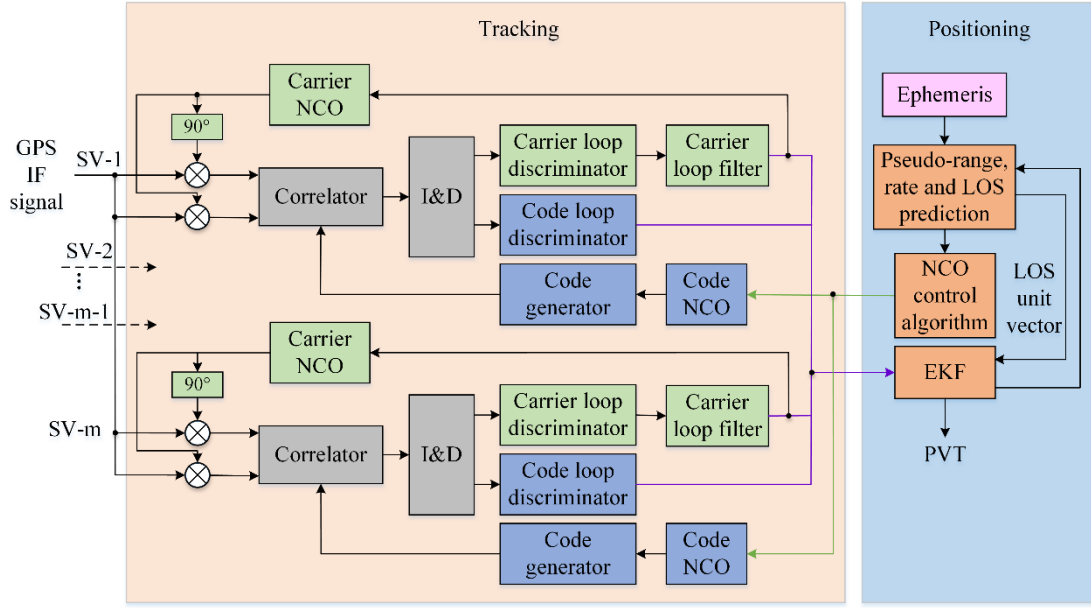 Tracking
Positioning
Carrier
NCO
Ephemeris
90°
GPS
IF
signal
SV-1
Correlator
I&D
Carrier loop
discriminator
Carrier
loop filter
Pseudo-range,
rate and LOS
prediction
Code loop
discriminator
SV-2
⋮
SV-m-1
Code
generator
Code
NCO
NCO
control
algorithm
LOS
unit
vector
Carrier
NCO
EKF
90°
SV-m
Correlator
I&D
Carrier loop
discriminator
Carrier
loop filter
PVT
Code loop
discriminator
Code
generator
Code
NCO